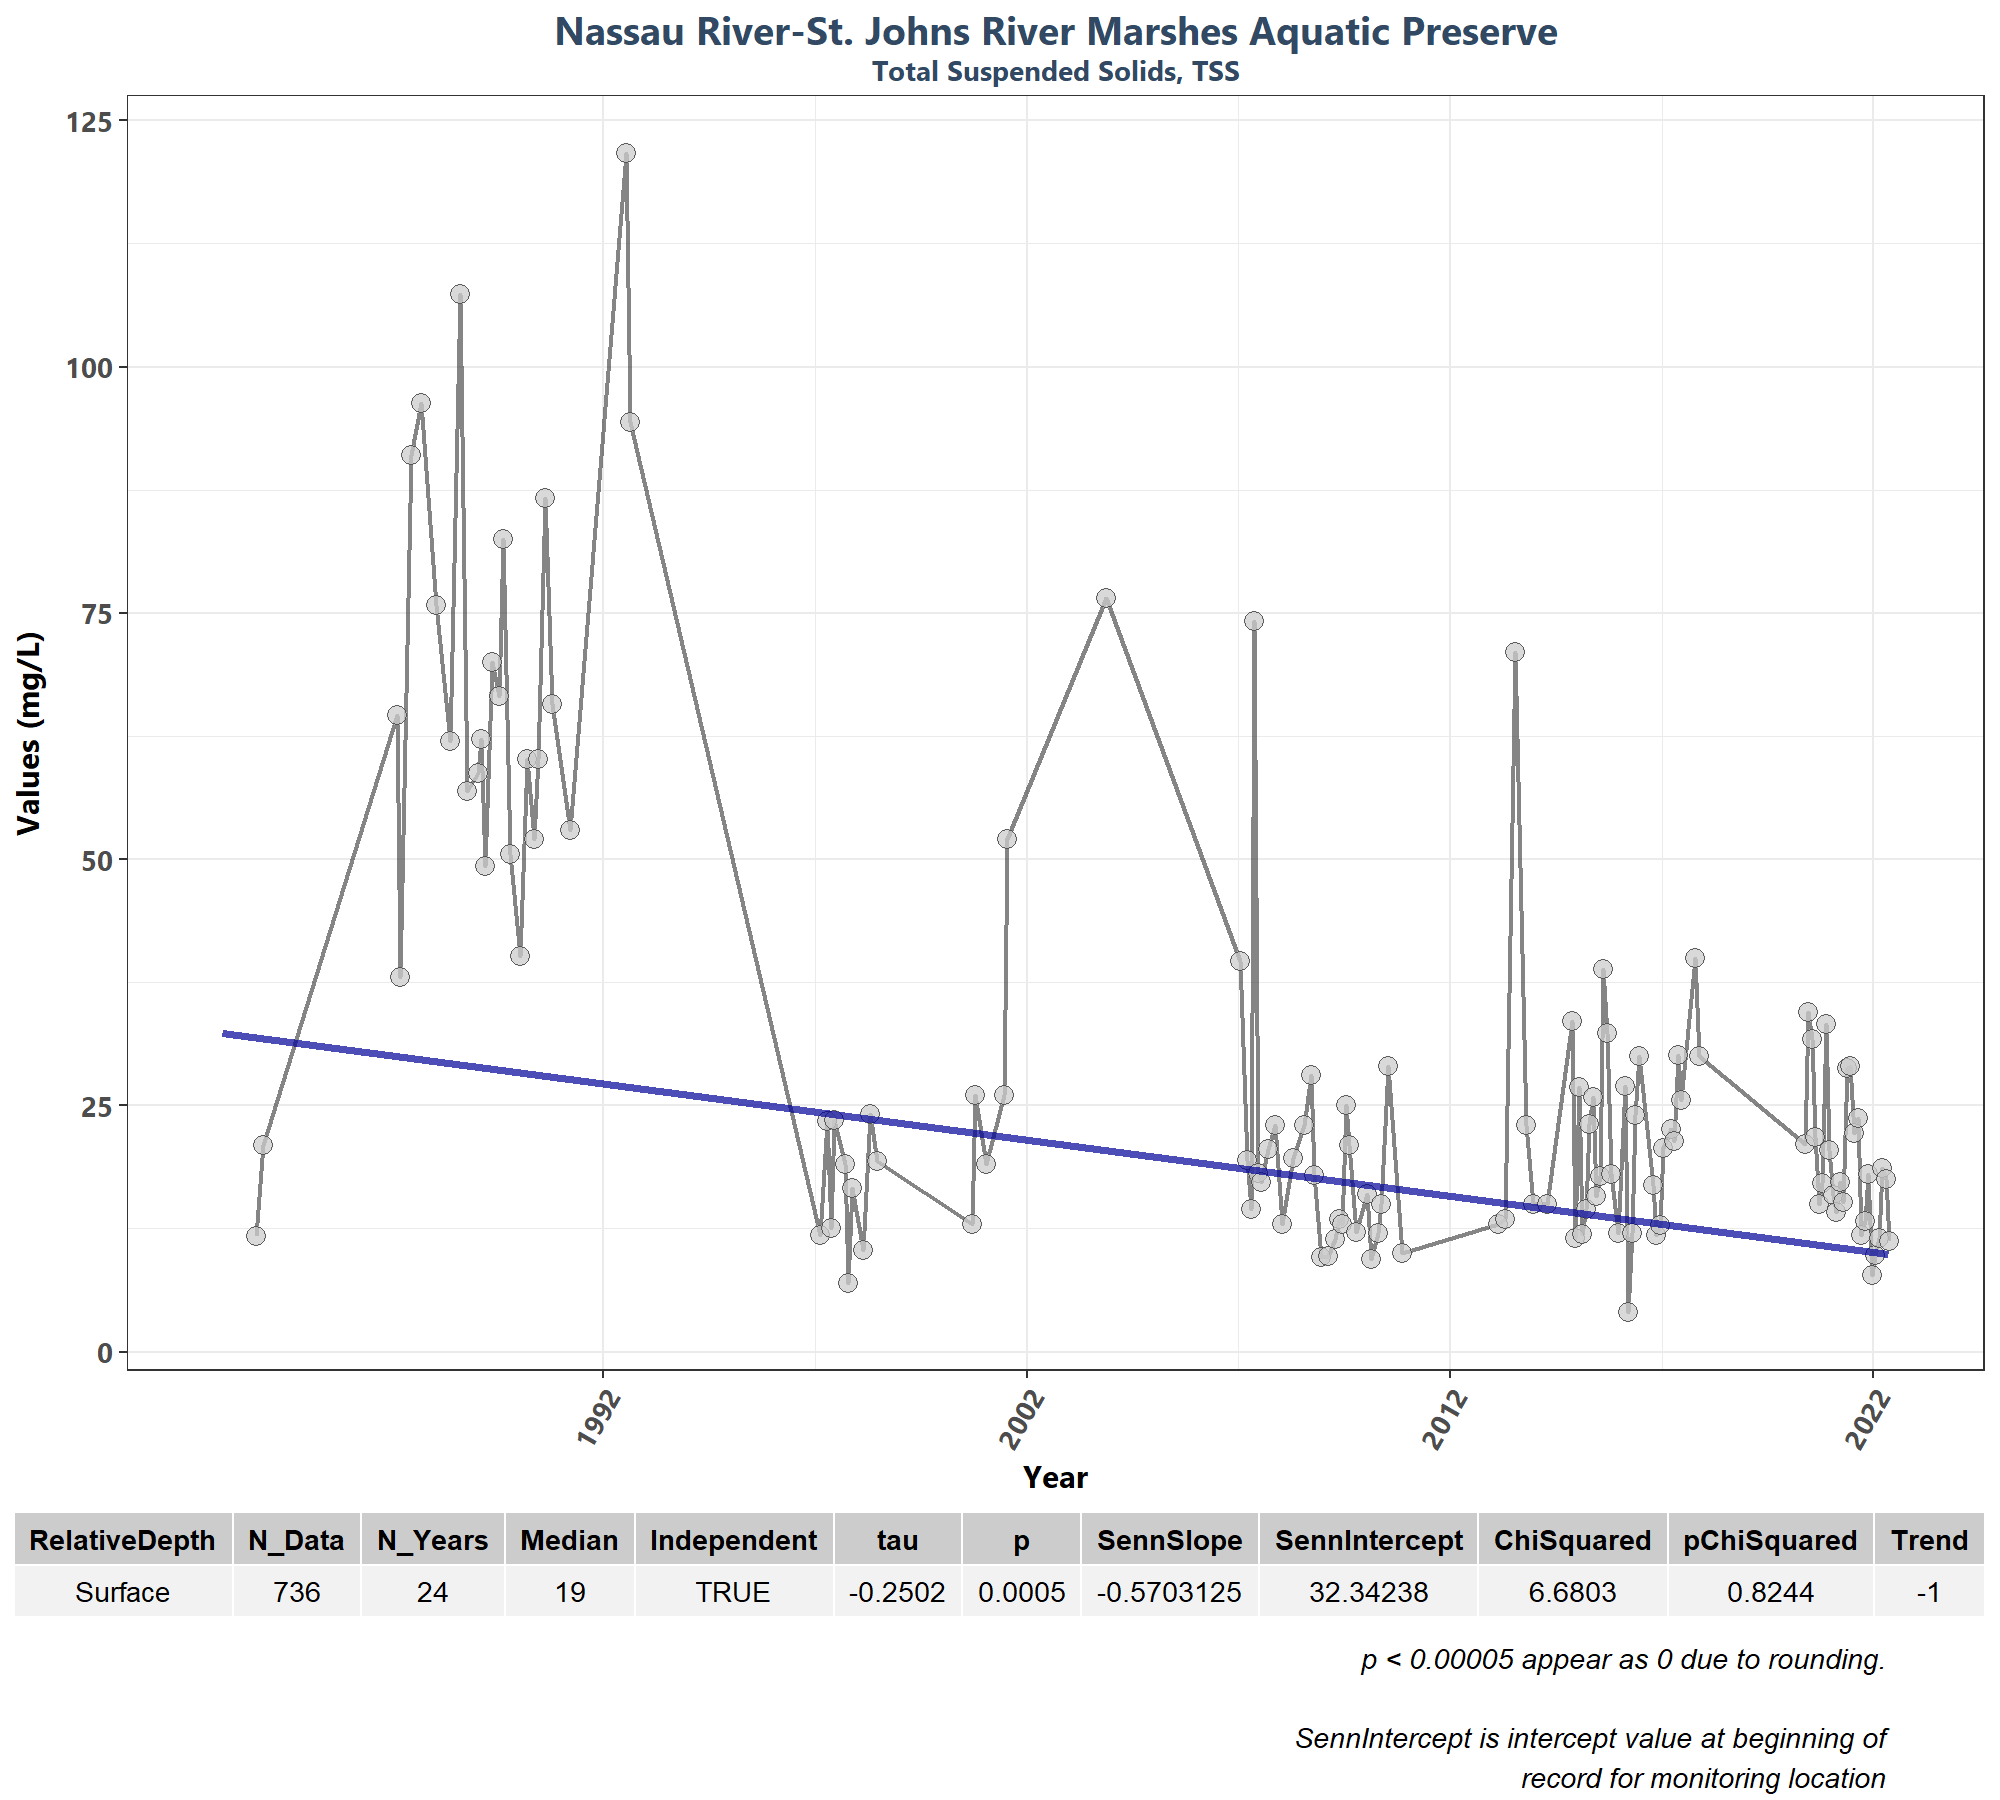 Nassau River-St. Johns River Marshes Aquatic Preserve
Total Suspended Solids, TSS
125
100
75
50
25
0
Values (mg/L)
1992
2002
2012
2022
Year
RelativeDepth N_Data N_Years Median Independent tau p SennSlope SennIntercept ChiSquared pChiSquared Trend
Surface 736 24 19 TRUE -0.2502 0.0005 -0.5703125 32.34238 6.6803 0.8244 -1
p < 0.00005 appear as 0 due to rounding.
SennIntercept is intercept value at beginning of
record for monitoring location